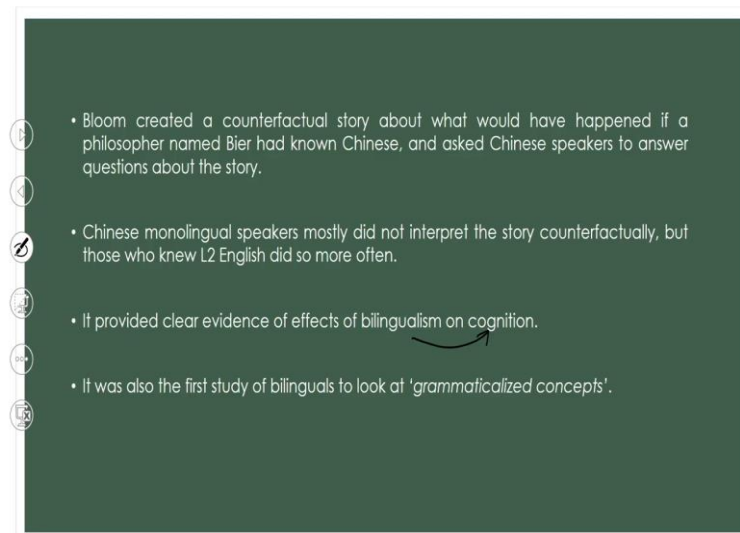 • Bloom created a counterfactual story about what would have happened if a
philosopher named Bier had known Chinese, and asked Chinese speakers to answer
questions about the story.
• Chinese monolingual speakers mostly did not interpret the story counterfactually, but
those who knew L2 English did so more often.
• It provided clear evidence of effects of bilingualism on cognition.
• It was also the first study of bilinguals to look at ‘grammaticalized concepts’.